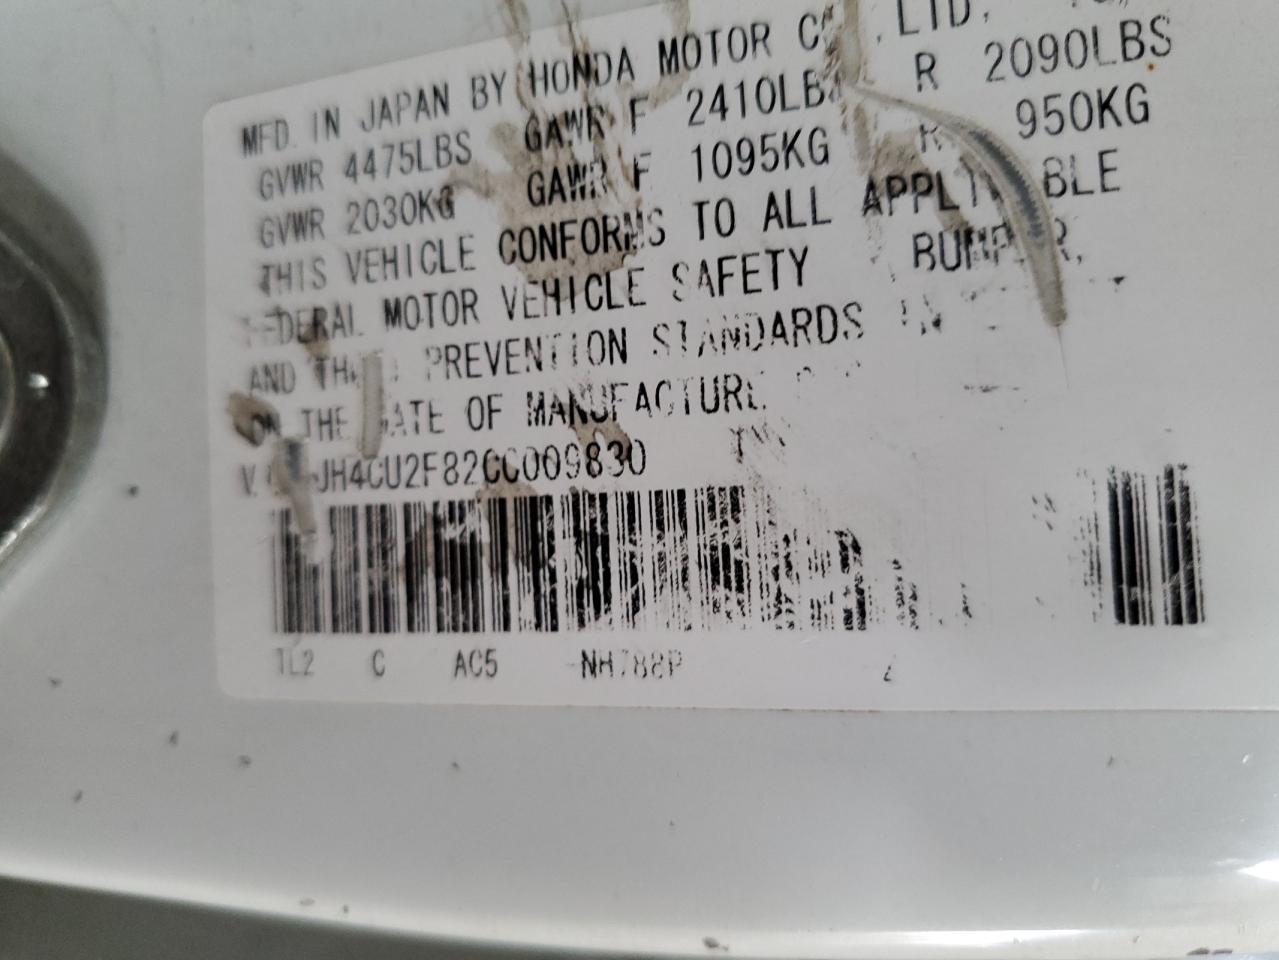 MFD. IN JAPAN BY HONDA MOTOR CO., LTD.
GVWR 4475LBS GAWR F 2410LBS R 2090LBS
GVWR 2030KG GAWR F 1095KG R 950KG
THIS VEHICLE CONFORMS TO ALL APPLICABLE
FEDERAL MOTOR VEHICLE SAFETY BUMPER,
AND THEFT PREVENTION STANDARDS IN
ON THE DATE OF MANUFACTURE
V. JH4CU2F82CC009830
TL2 C AC5 NH788P